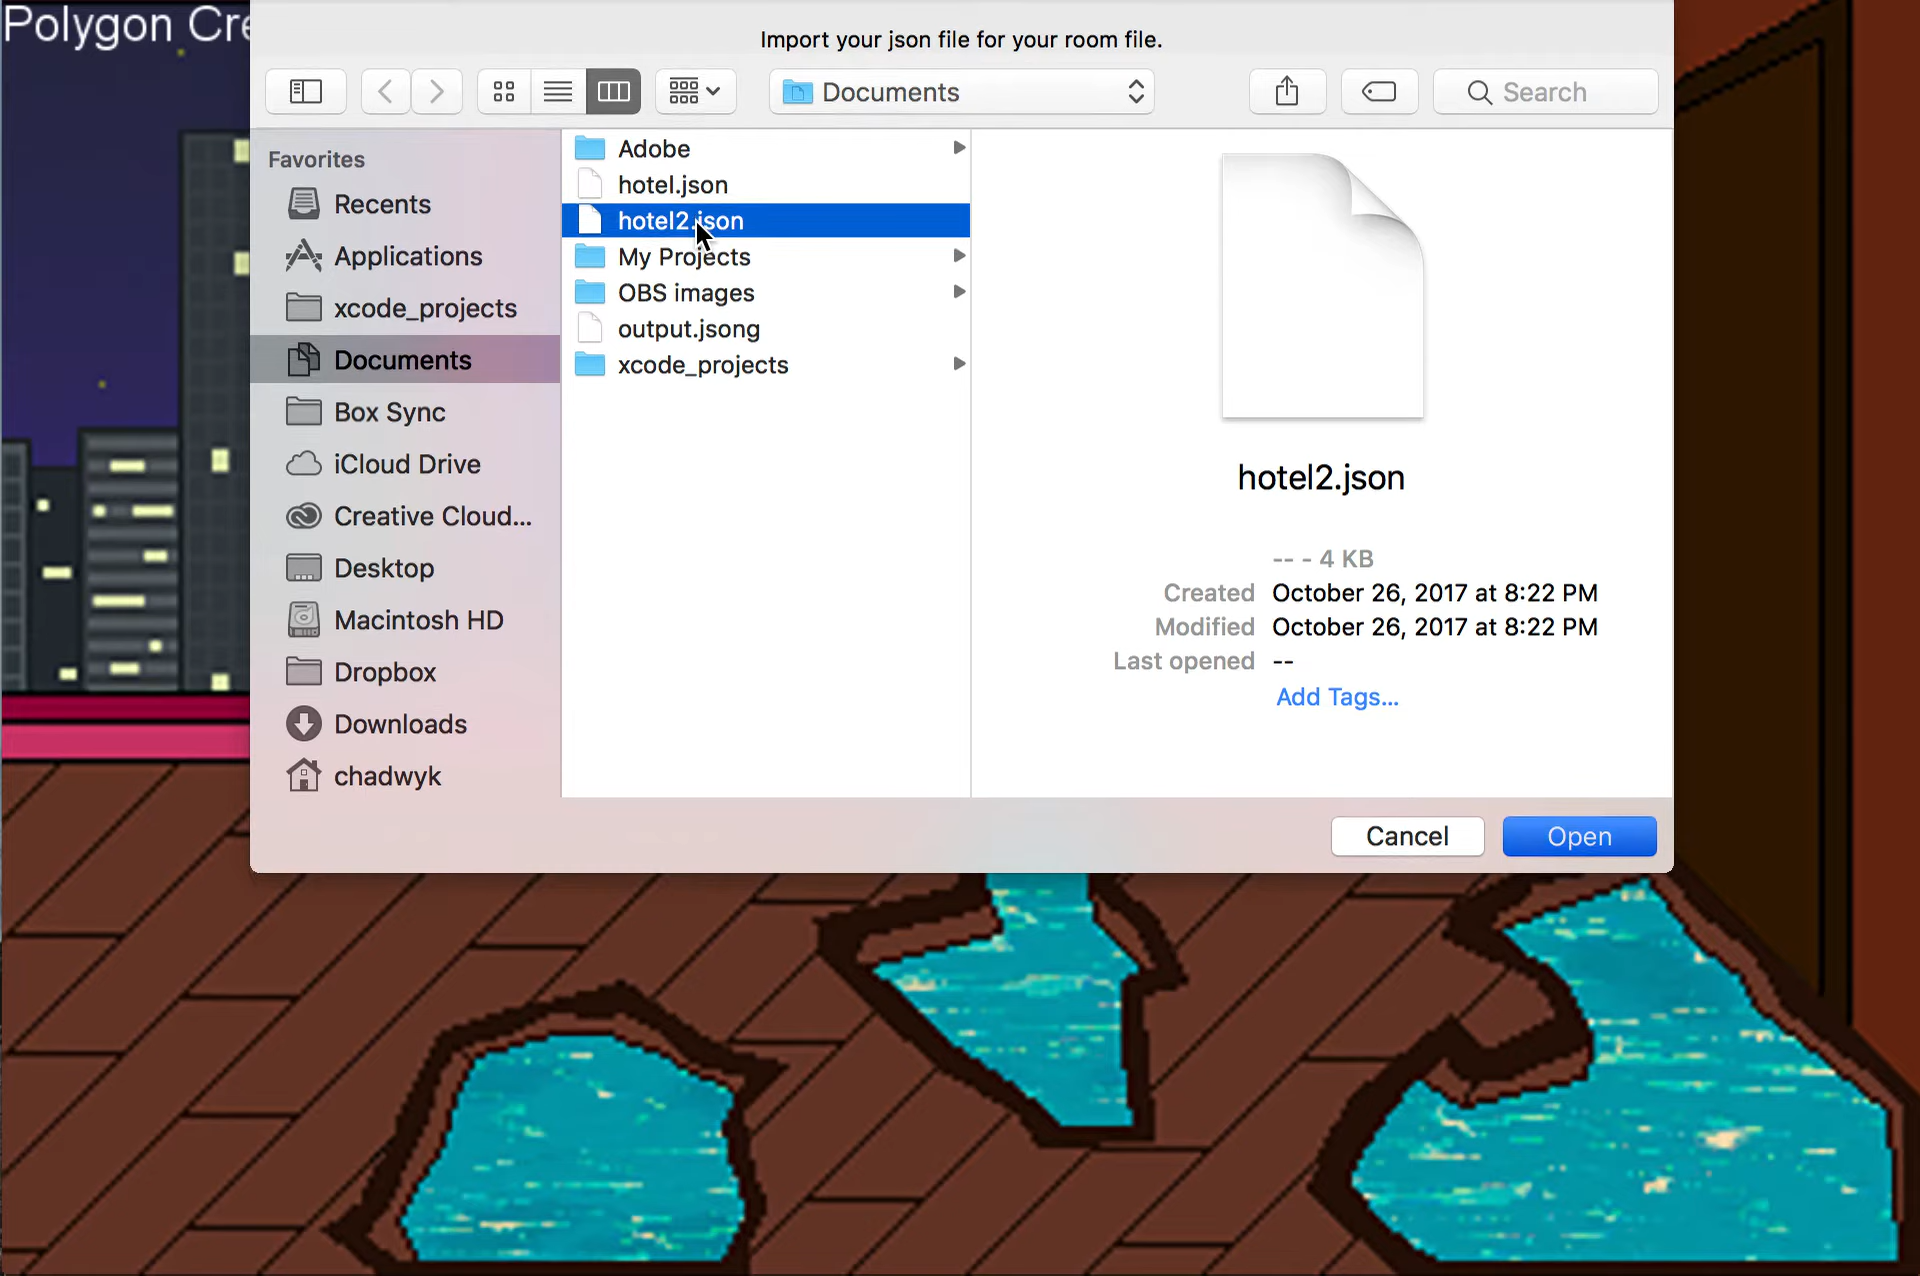 Polygon Cre
Import your json file for your room file.
Documents
Search
Favorites
Recents
Applications
xcode_projects
Documents
Box Sync
iCloud Drive
Creative Cloud...
Desktop
Macintosh HD
Dropbox
Downloads
chadwyk
Adobe
hotel.json
hotel2.json
My Projects
OBS images
output.jsong
xcode_projects
hotel2.json
-- - 4 KB
Created October 26, 2017 at 8:22 PM
Modified October 26, 2017 at 8:22 PM
Last opened --
Add Tags...
Cancel
Open